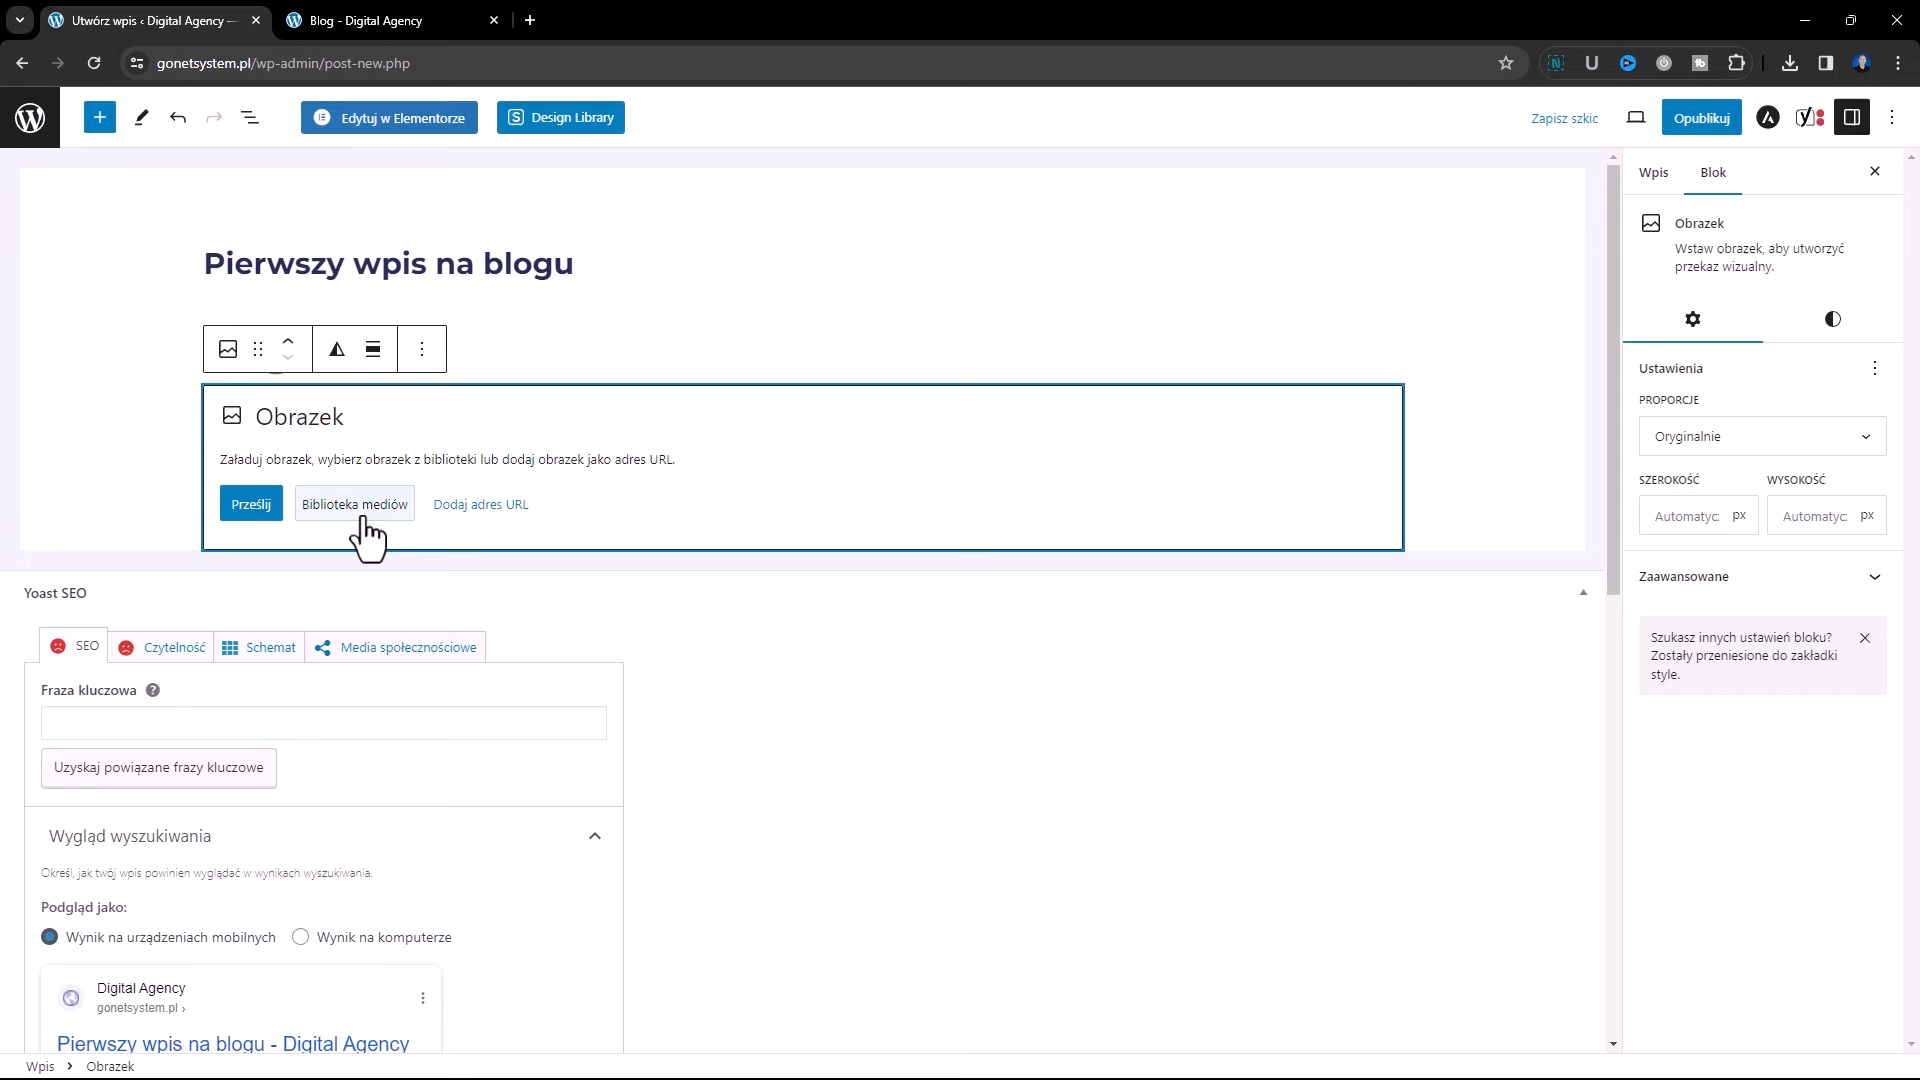 Utwórz wpis ‹ Digital Agency —
Blog - Digital Agency
gonetsystem.pl/wp-admin/post-new.php
Edytuj w Elementorze
Design Library
Zapisz szkic
Opublikuj
Wpis
Blok
Obrazek
Wstaw obrazek, aby utworzyć
przekaz wizualny.
Pierwszy wpis na blogu
Obrazek
Załaduj obrazek, wybierz obrazek z biblioteki lub dodaj obrazek jako adres URL.
Prześlij
Biblioteka mediów
Dodaj adres URL
Ustawienia
PROPORCJE
Oryginalnie
SZEROKOŚĆ
WYSOKOŚĆ
Automatyc: px
Automatyc: px
Zaawansowane
Szukasz innych ustawień bloku?
Zostały przeniesione do zakładki
style.
Yoast SEO
SEO
Czytelność
Schemat
Media społecznościowe
Fraza kluczowa
Uzyskaj powiązane frazy kluczowe
Wygląd wyszukiwania
Określ, jak twój wpis powinien wyglądać w wynikach wyszukiwania.
Podgląd jako:
Wynik na urządzeniach mobilnych
Wynik na komputerze
Digital Agency
gonetsystem.pl ›
Pierwszy wpis na blogu - Digital Agency
Wpis › Obrazek